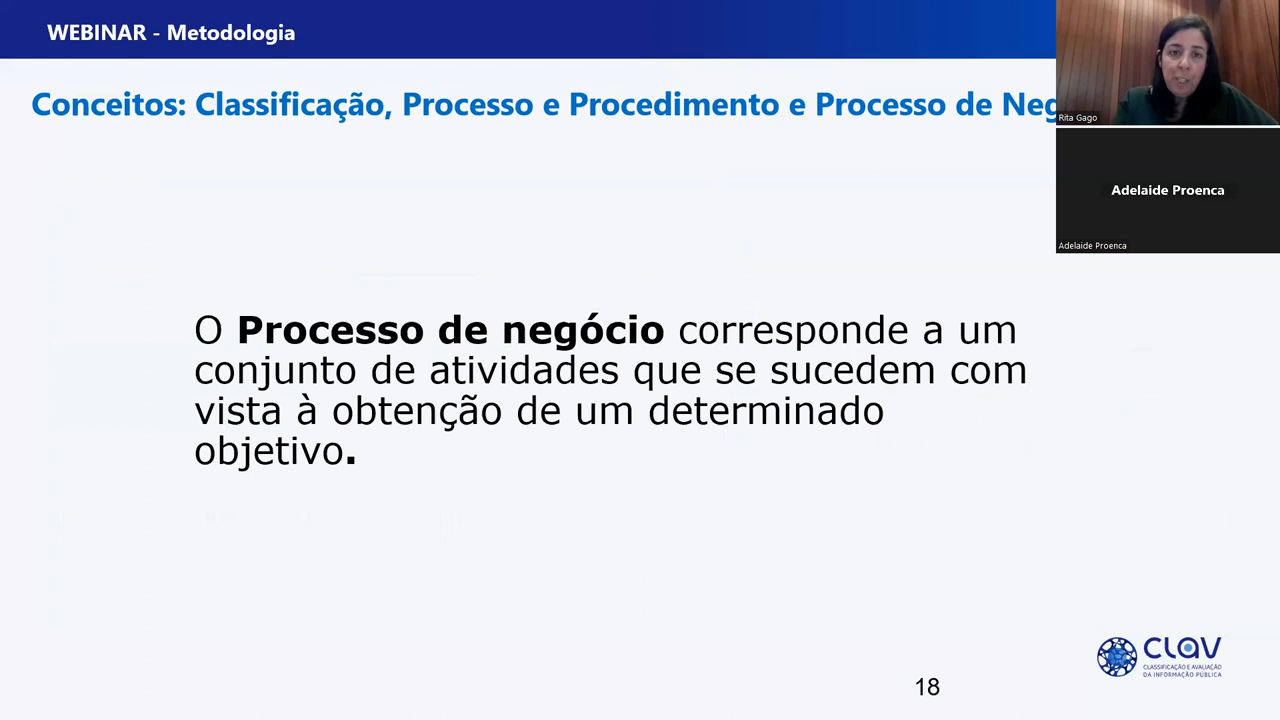 WEBINAR - Metodologia
Conceitos: Classificação, Processo e Procedimento e Processo de Neg
Rita Gago
Adelaide Proenca
Adelaide Proenca
O Processo de negócio corresponde a um
conjunto de atividades que se sucedem com
vista à obtenção de um determinado
objetivo.
CLAV
CLASSIFICAÇÃO E AVALIAÇÃO
DA INFORMAÇÃO PÚBLICA
18